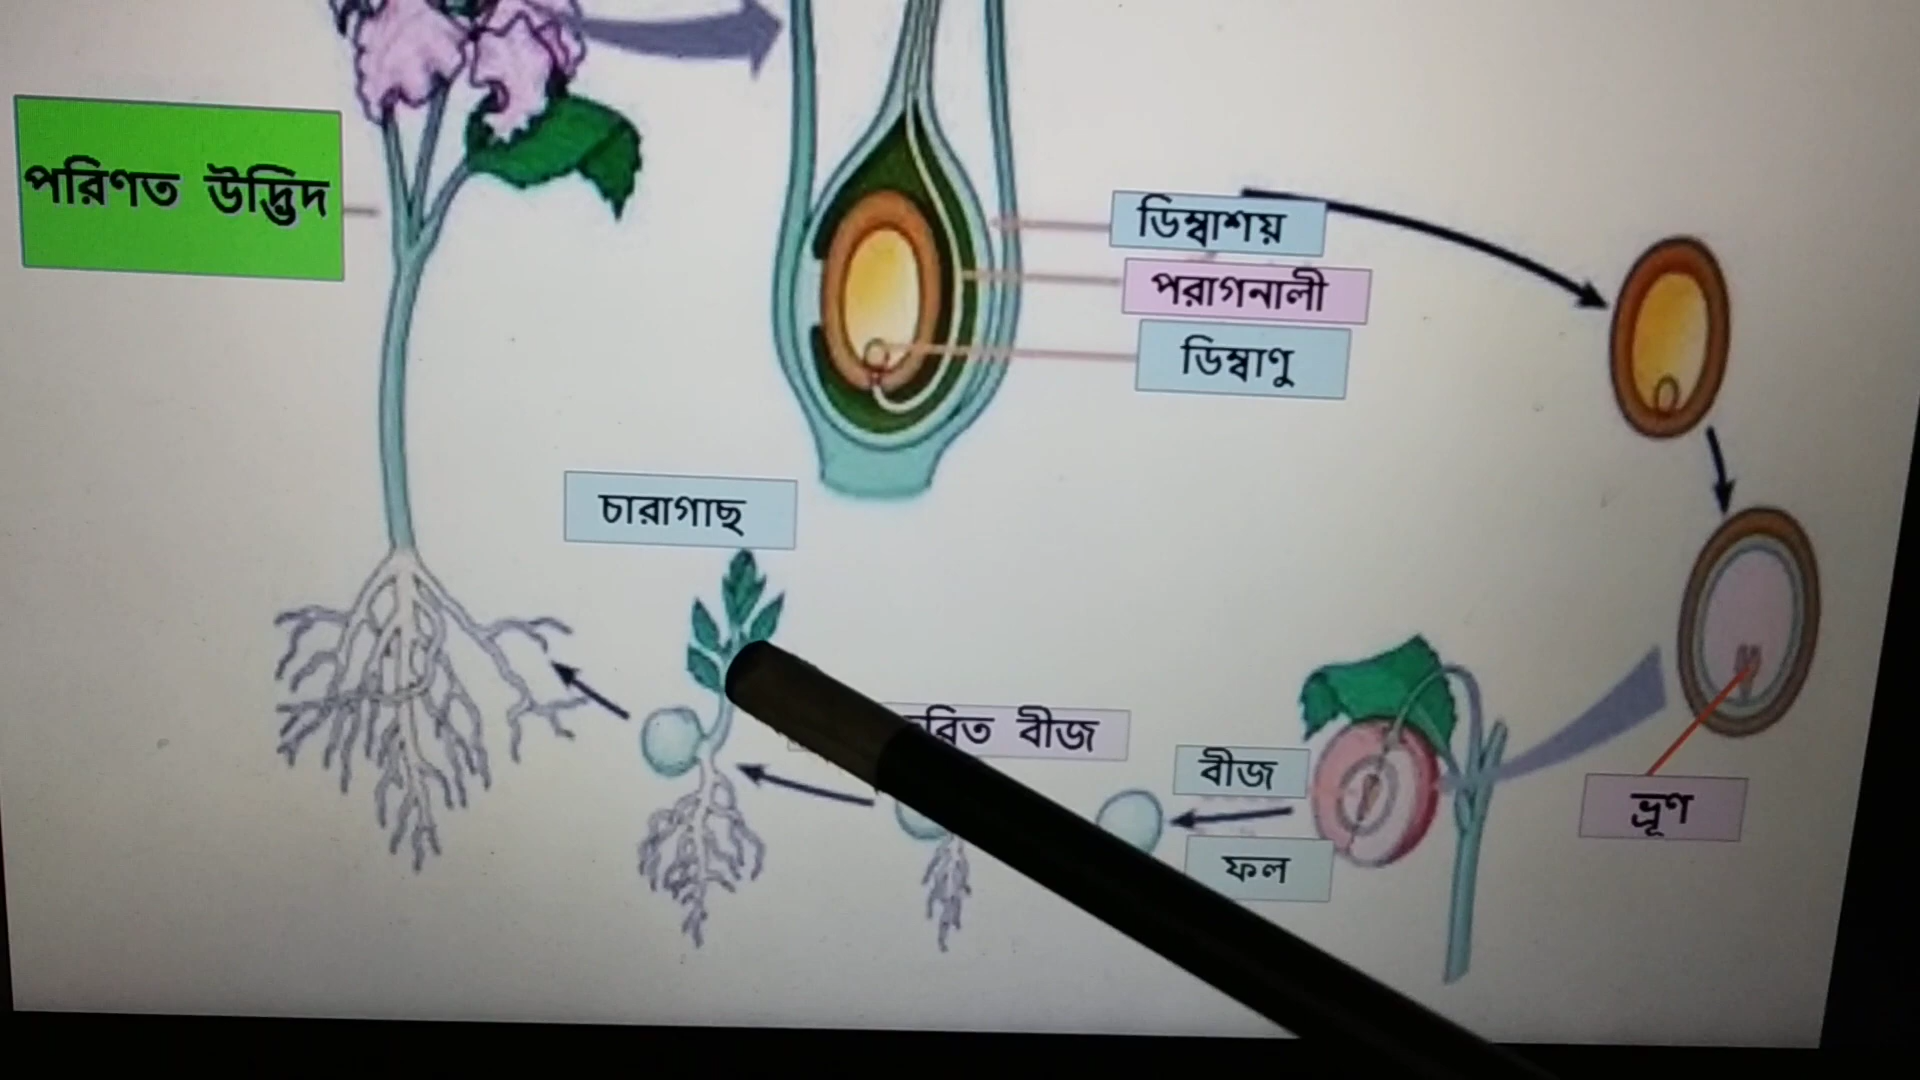 পরিণত উদ্ভিদ
ডিম্বাশয়
পরাগনালী
ডিম্বাণু
চারাগাছ
বীজ
বীজ
ফল
ভ্রূণ